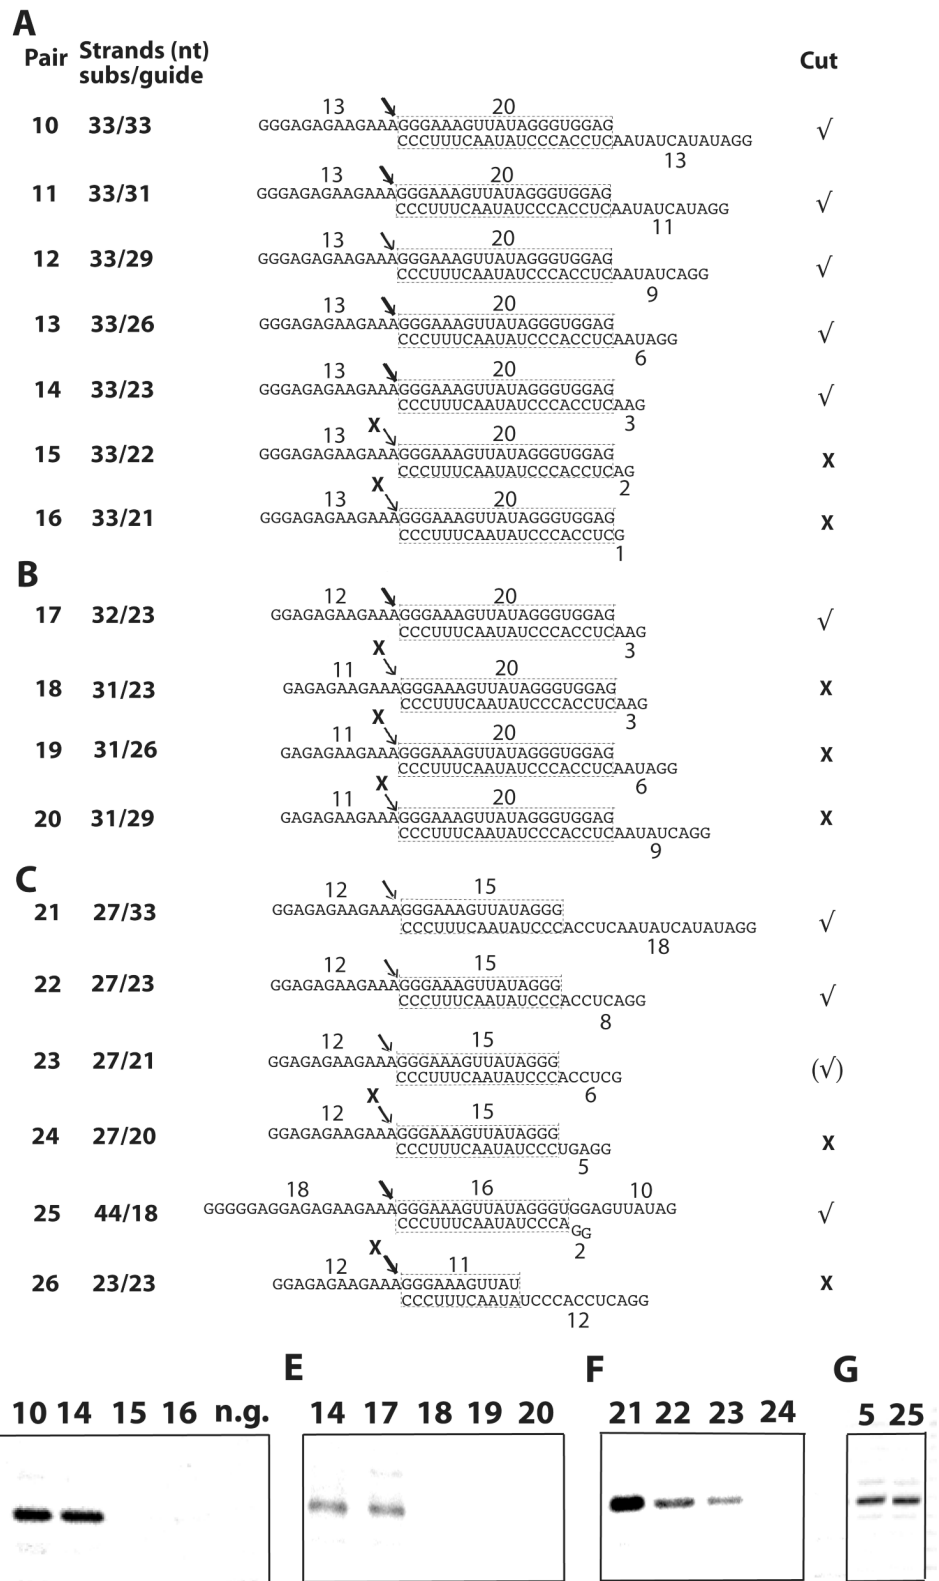 A
Pair Strands (nt) subs/guide Cut
13 20
10 33/33 GGGAGAGAAGAAAGGGAAAGUUAUAGGGUGGAG √
CCCUUUCAAUAUCCCACCUCAAUAUCAUAUAGG
13
13 20
11 33/31 GGGAGAGAAGAAAGGGAAAGUUAUAGGGUGGAG √
CCCUUUCAAUAUCCCACCUCAAUAUCAUAGG
11
13 20
12 33/29 GGGAGAGAAGAAAGGGAAAGUUAUAGGGUGGAG √
CCCUUUCAAUAUCCCACCUCAAUAUCAGG
9
13 20
13 33/26 GGGAGAGAAGAAAGGGAAAGUUAUAGGGUGGAG √
CCCUUUCAAUAUCCCACCUCAAUAGG
6
13 20
14 33/23 GGGAGAGAAGAAAGGGAAAGUUAUAGGGUGGAG √
CCCUUUCAAUAUCCCACCUCAAG
3
X
13 20
15 33/22 GGGAGAGAAGAAAGGGAAAGUUAUAGGGUGGAG X
CCCUUUCAAUAUCCCACCUCAG
2
X
13 20
16 33/21 GGGAGAGAAGAAAGGGAAAGUUAUAGGGUGGAG X
CCCUUUCAAUAUCCCACCUCG
1
B
12 20
17 32/23 GGAGAGAAGAAAGGGAAAGUUAUAGGGUGGAG √
CCCUUUCAAUAUCCCACCUCAAG
3
X
11 20
18 31/23 GAGAGAAGAAAGGGAAAGUUAUAGGGUGGAG X
CCCUUUCAAUAUCCCACCUCAAG
3
X
11 20
19 31/26 GAGAGAAGAAAGGGAAAGUUAUAGGGUGGAG X
CCCUUUCAAUAUCCCACCUCAAUAGG
6
X
11 20
20 31/29 GAGAGAAGAAAGGGAAAGUUAUAGGGUGGAG X
CCCUUUCAAUAUCCCACCUCAAUAUCAGG
9
C
12 15
21 27/33 GGAGAGAAGAAAGGGAAAGUUAUAGGG √
CCCUUUCAAUAUCCCACCUCAAUAUCAUAUAGG
18
12 15
22 27/23 GGAGAGAAGAAAGGGAAAGUUAUAGGG √
CCCUUUCAAUAUCCCACCUCAGG
8
12 15
23 27/21 GGAGAGAAGAAAGGGAAAGUUAUAGGG (√)
CCCUUUCAAUAUCCCACCUCG
6
X
12 15
24 27/20 GGAGAGAAGAAAGGGAAAGUUAUAGGG X
CCCUUUCAAUAUCCCUGAGG
5
18 16 10
25 44/18 GGGGGAGGAGAGAAGAAAGGGAAAGUUAUAGGGUGGAGUUAUAG √
CCCUUUCAAUAUCCCAGG
2
X
12 11
26 23/23 GGAGAGAAGAAAGGGAAAGUUAU X
CCCUUUCAAUAUCCCACCUCAGG
12
E F G
10 14 15 16 n.g. 14 17 18 19 20 21 22 23 24 5 25